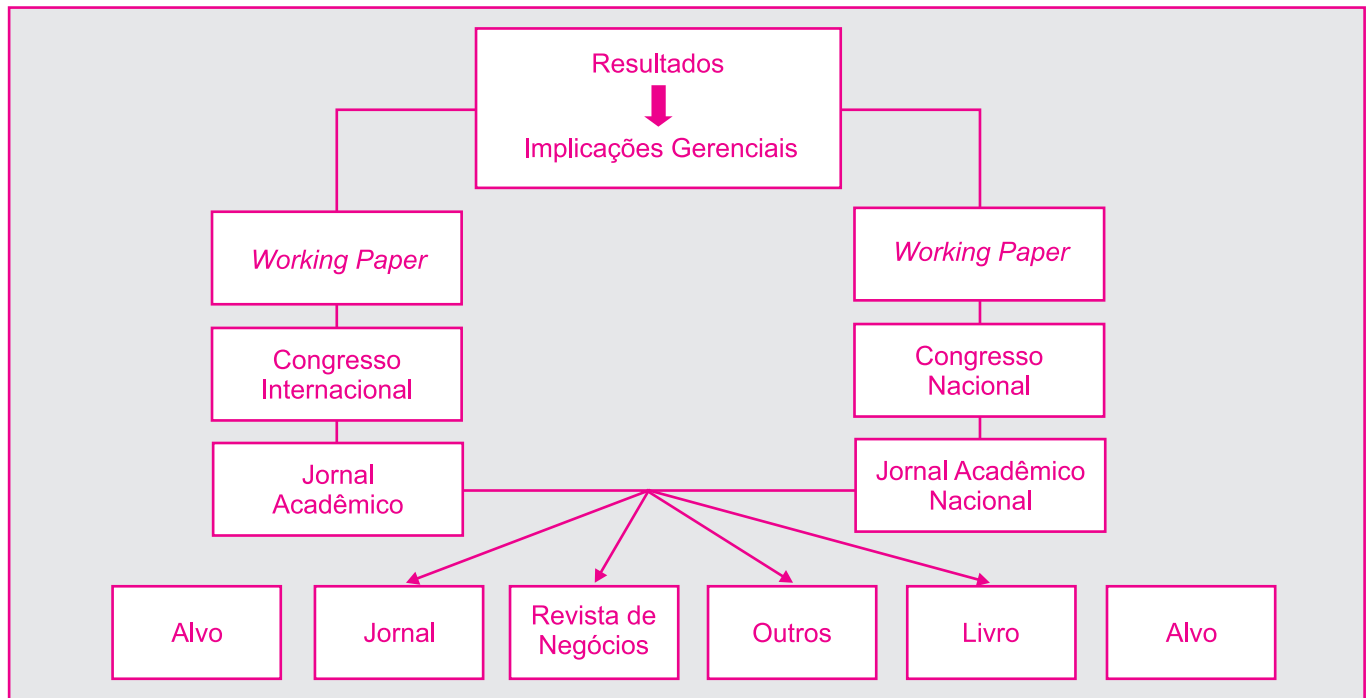 Resultados
Implicações Gerenciais
Working Paper
Working Paper
Congresso
Internacional
Congresso
Nacional
Jornal
Acadêmico
Jornal Acadêmico
Nacional
Alvo
Jornal
Revista de
Negócios
Outros
Livro
Alvo